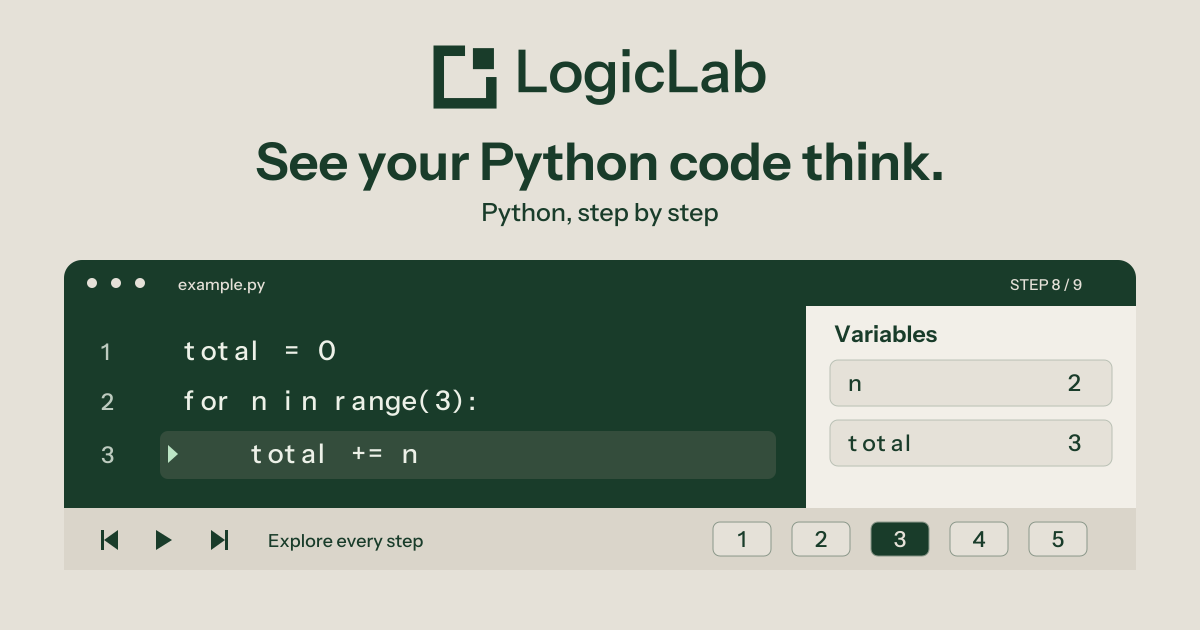 LogicLab
See your Python code think.
Python, step by step
example.py
STEP 8 / 9
1 total = 0
2 for n in range(3):
3 total += n
Variables
n 2
total 3
Explore every step
1 2 3 4 5